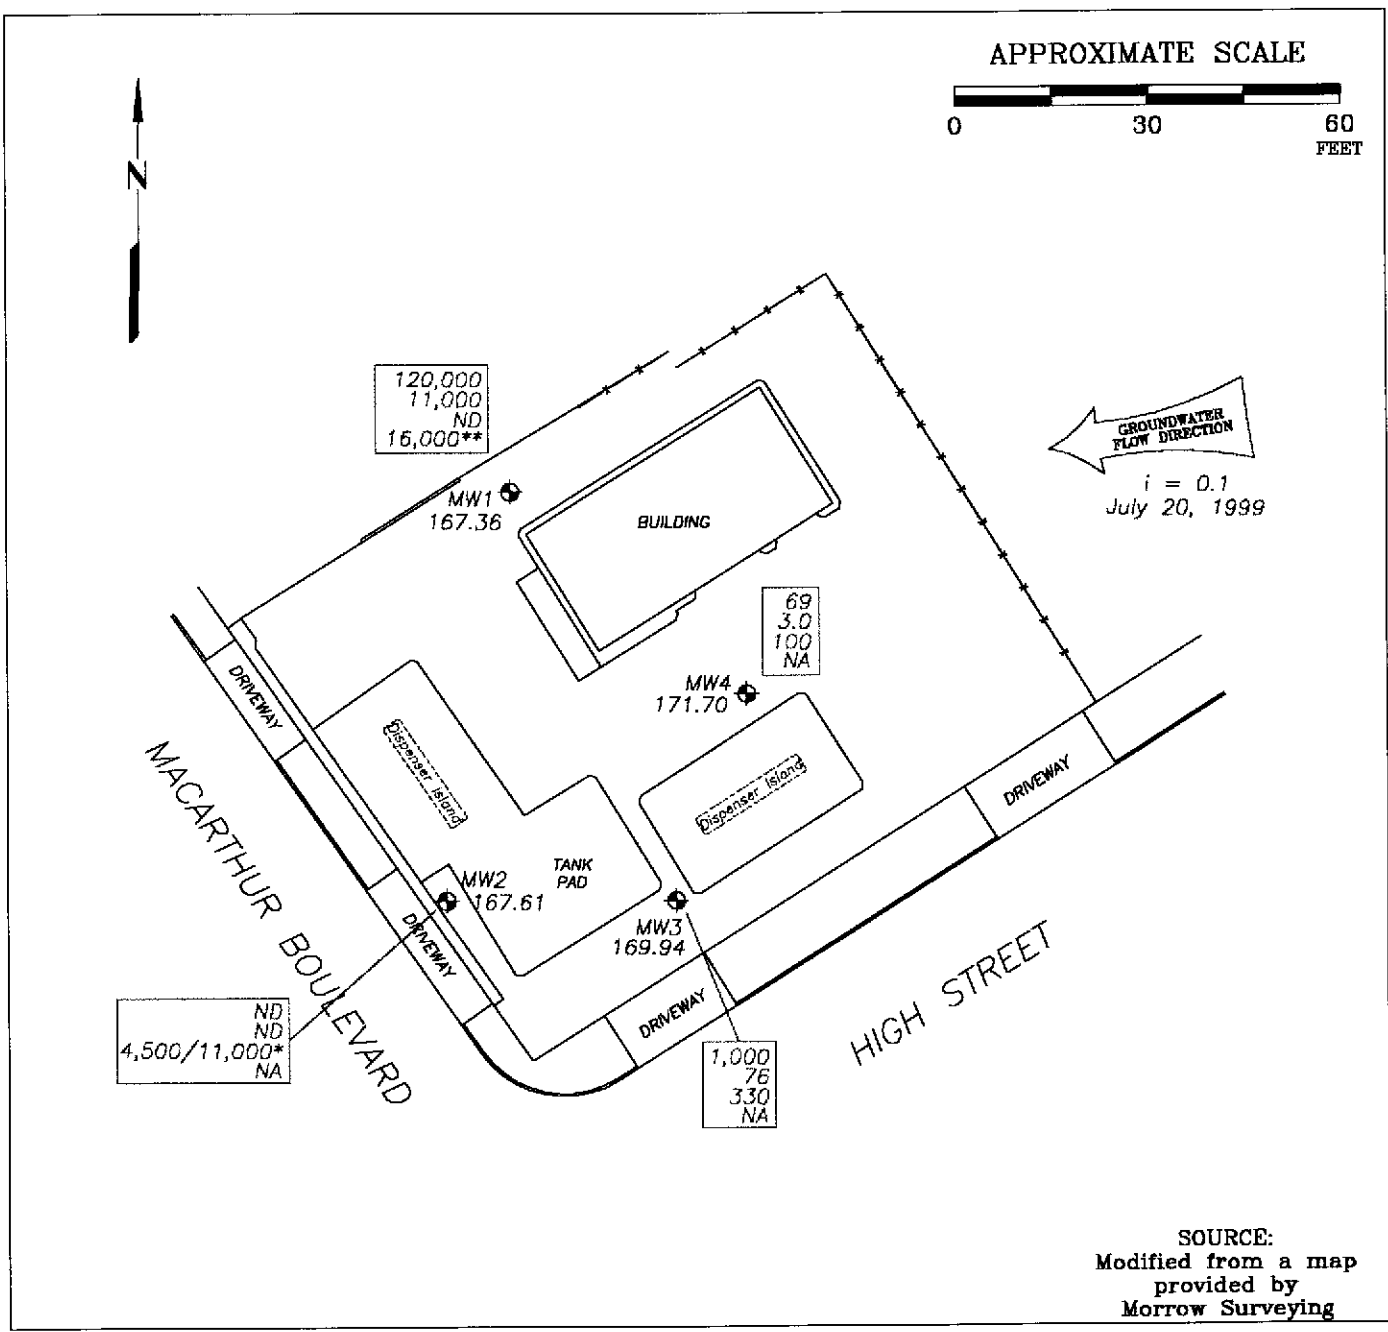 APPROXIMATE SCALE
0 30 60
FEET
N
120,000
11,000
ND
16,000**
GROUNDWATER
FLOW DIRECTION
i = 0.1
July 20, 1999
MW1
167.36
BUILDING
69
3.0
100
NA
MW4
171.70
DRIVEWAY
Dispenser Island
Dispenser Island
DRIVEWAY
MACARTHUR BOULEVARD
TANK
PAD
MW2
167.61
DRIVEWAY
MW3
169.94
HIGH STREET
DRIVEWAY
ND
ND
4,500/11,000*
NA
1,000
76
330
NA
SOURCE:
Modified from a map
provided by
Morrow Surveying